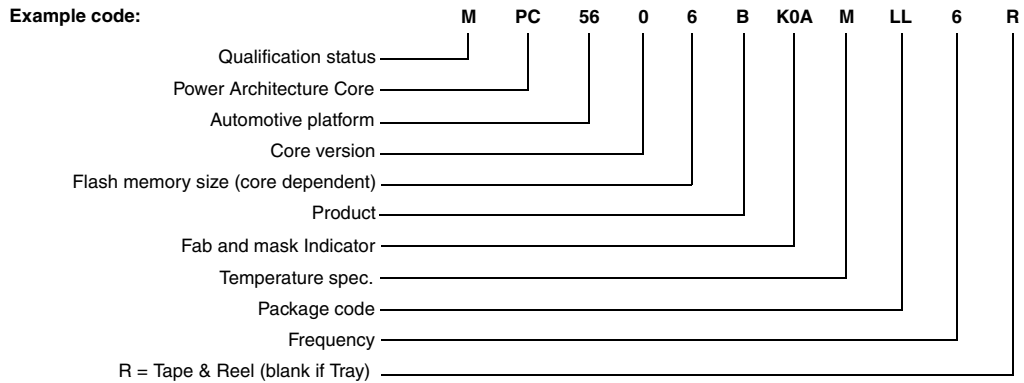 Example code: M PC 56 0 6 B K0A M LL 6 R
Qualification status
Power Architecture Core
Automotive platform
Core version
Flash memory size (core dependent)
Product
Fab and mask Indicator
Temperature spec.
Package code
Frequency
R = Tape & Reel (blank if Tray)